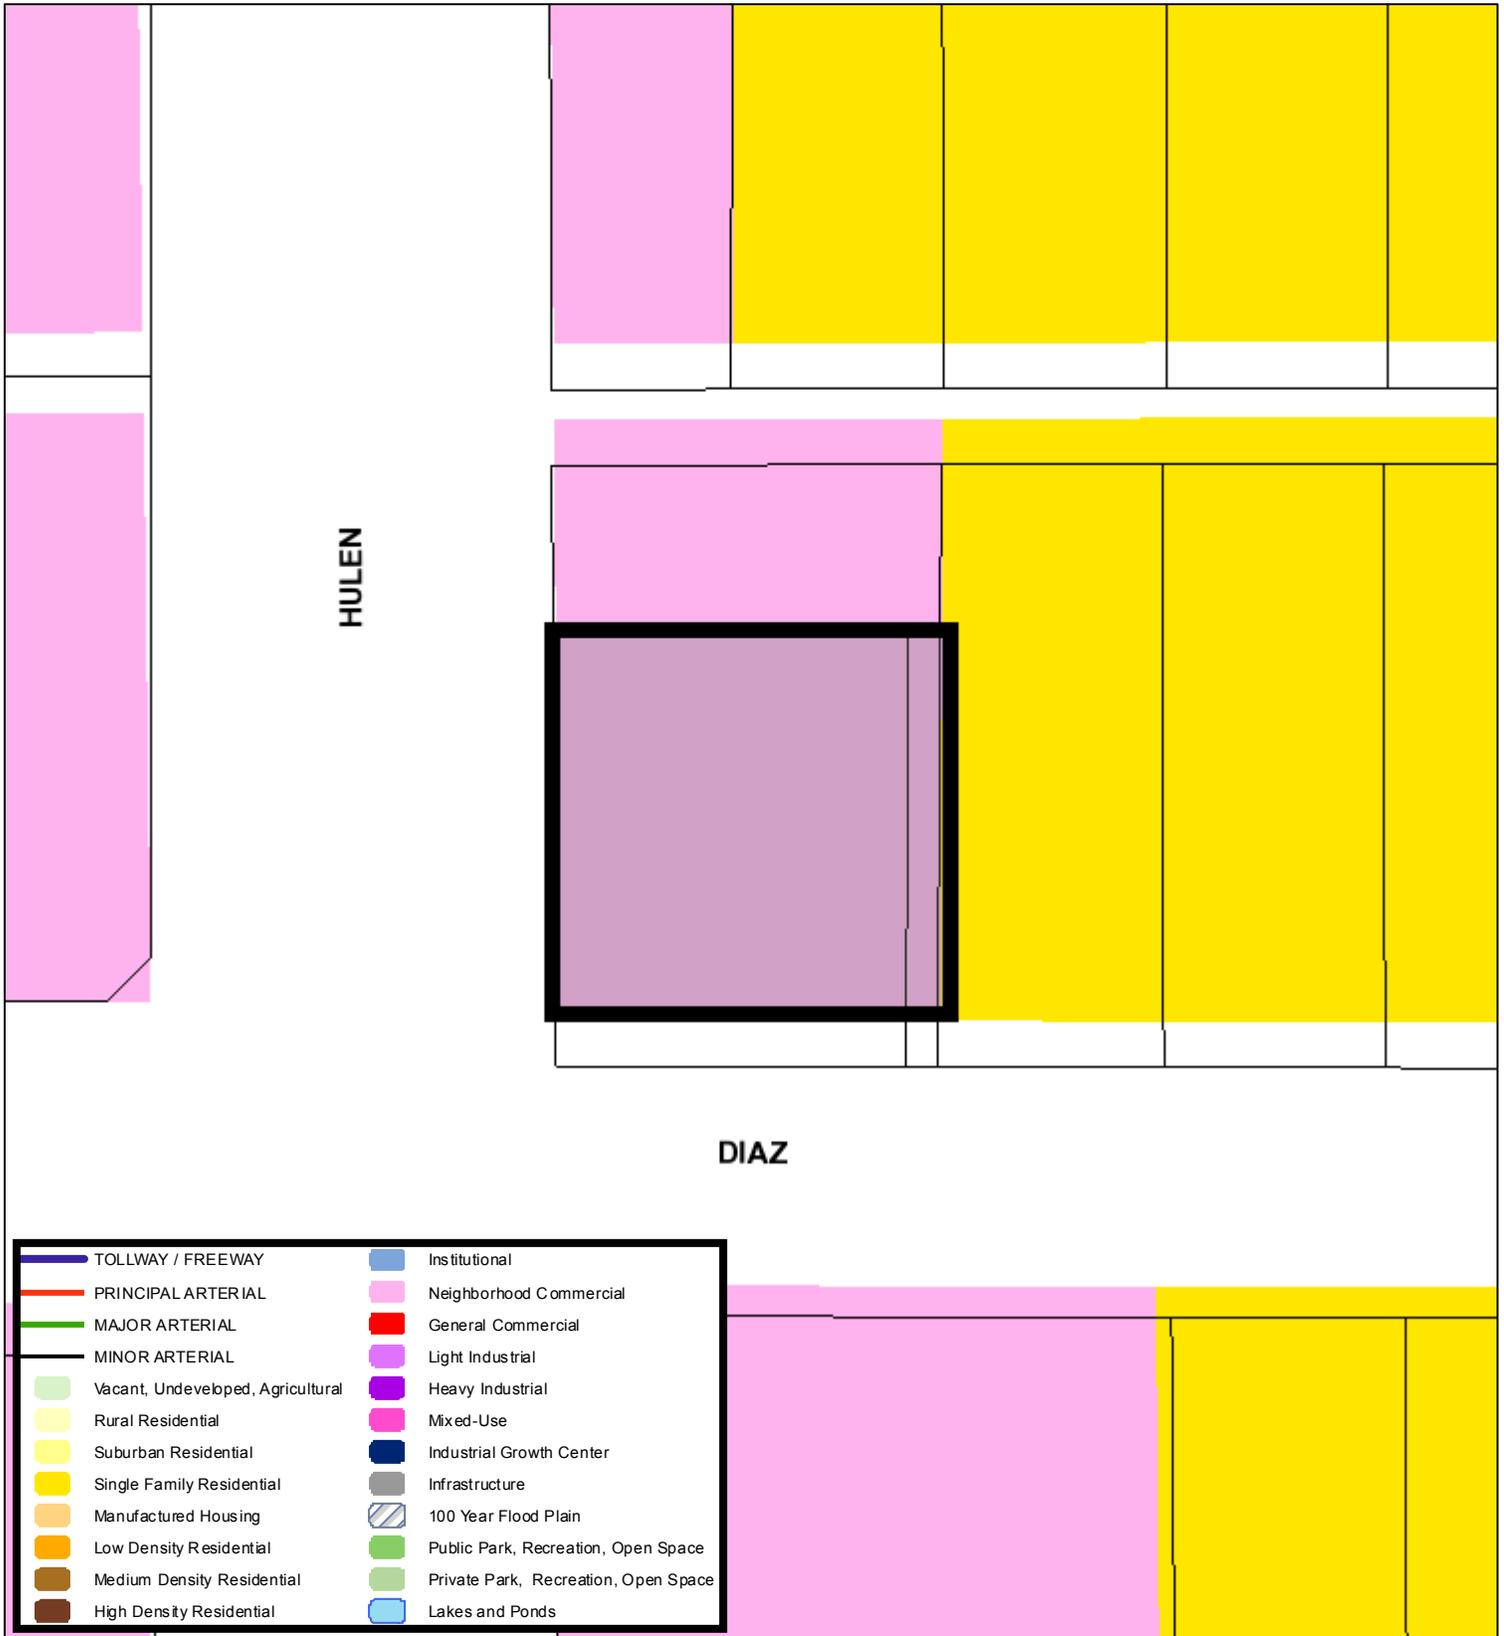 HULEN
DIAZ
TOLLWAY / FREEWAY
PRINCIPAL ARTERIAL
MAJOR ARTERIAL
MINOR ARTERIAL
Vacant, Undeveloped, Agricultural
Rural Residential
Suburban Residential
Single Family Residential
Manufactured Housing
Low Density Residential
Medium Density Residential
High Density Residential
Institutional
Neighborhood Commercial
General Commercial
Light Industrial
Heavy Industrial
Mixed-Use
Industrial Growth Center
Infrastructure
100 Year Flood Plain
Public Park, Recreation, Open Space
Private Park, Recreation, Open Space
Lakes and Ponds